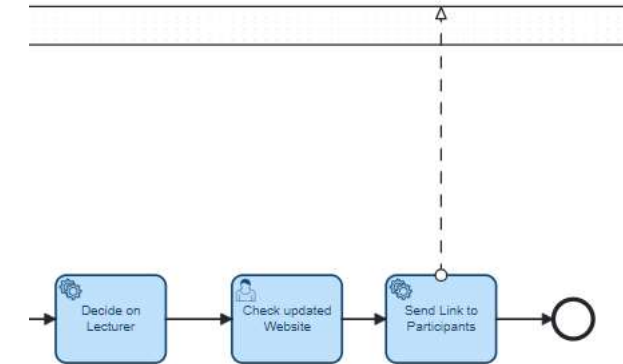 Decide on
Lecturer
Check updated
Website
Send Link to
Participants